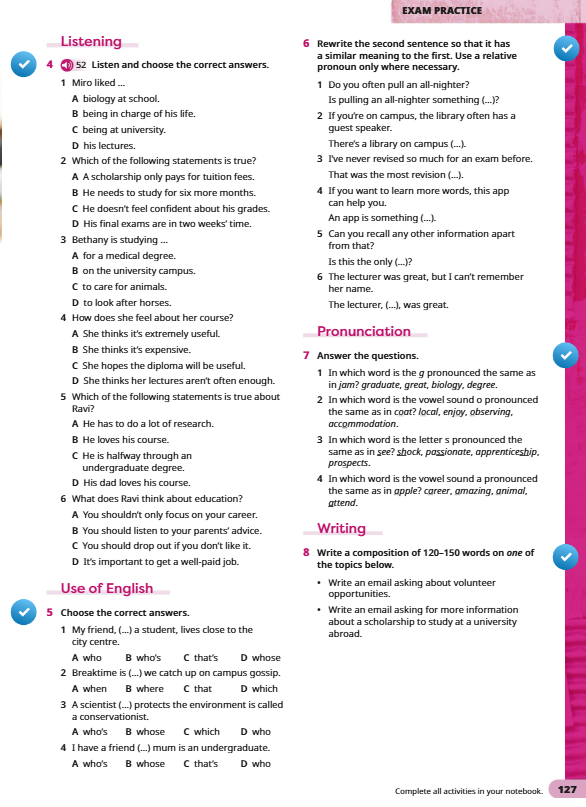 EXAM PRACTICE
Listening
4 52 Listen and choose the correct answers.
1 Miro liked ...
A biology at school.
B being in charge of his life.
C being at university.
D his lectures.
2 Which of the following statements is true?
A A scholarship only pays for tuition fees.
B He needs to study for six more months.
C He doesn't feel confident about his grades.
D His final exams are in two weeks' time.
3 Bethany is studying ...
A for a medical degree.
B on the university campus.
C to care for animals.
D to look after horses.
4 How does she feel about her course?
A She thinks it's extremely useful.
B She thinks it's expensive.
C She hopes the diploma will be useful.
D She thinks her lectures aren't often enough.
5 Which of the following statements is true about
Ravi?
A He has to do a lot of research.
B He loves his course.
C He is halfway through an
undergraduate degree.
D His dad loves his course.
6 What does Ravi think about education?
A You shouldn't only focus on your career.
B You should listen to your parents' advice.
C You should drop out if you don't like it.
D It's important to get a well-paid job.
Use of English
5 Choose the correct answers.
1 My friend, (...) a student, lives close to the
city centre.
A who B who's C that's D whose
2 Breaktime is (...) we catch up on campus gossip.
A when B where C that D which
3 A scientist (...) protects the environment is called
a conservationist.
A who's B whose C which D who
4 I have a friend (...) mum is an undergraduate.
A who's B whose C that's D who
6 Rewrite the second sentence so that it has
a similar meaning to the first. Use a relative
pronoun only where necessary.
1 Do you often pull an all-nighter?
Is pulling an all-nighter something (...)?
2 If you're on campus, the library often has a
guest speaker.
There's a library on campus (...).
3 I've never revised so much for an exam before.
That was the most revision (...).
4 If you want to learn more words, this app
can help you.
An app is something (...).
5 Can you recall any other information apart
from that?
Is this the only (...)?
6 The lecturer was great, but I can't remember
her name.
The lecturer, (...), was great.
Pronunciation
7 Answer the questions.
1 In which word is the g pronounced the same as
in jam? graduate, great, biology, degree.
2 In which word is the vowel sound o pronounced
the same as in coat? local, enjoy, observing,
accommodation.
3 In which word is the letter s pronounced the
same as in see? shock, passionate, apprenticeship,
prospects.
4 In which word is the vowel sound a pronounced
the same as in apple? career, amazing, animal,
attend.
Writing
8 Write a composition of 120–150 words on one of
the topics below.
• Write an email asking about volunteer
opportunities.
• Write an email asking for more information
about a scholarship to study at a university
abroad.
Complete all activities in your notebook. 127